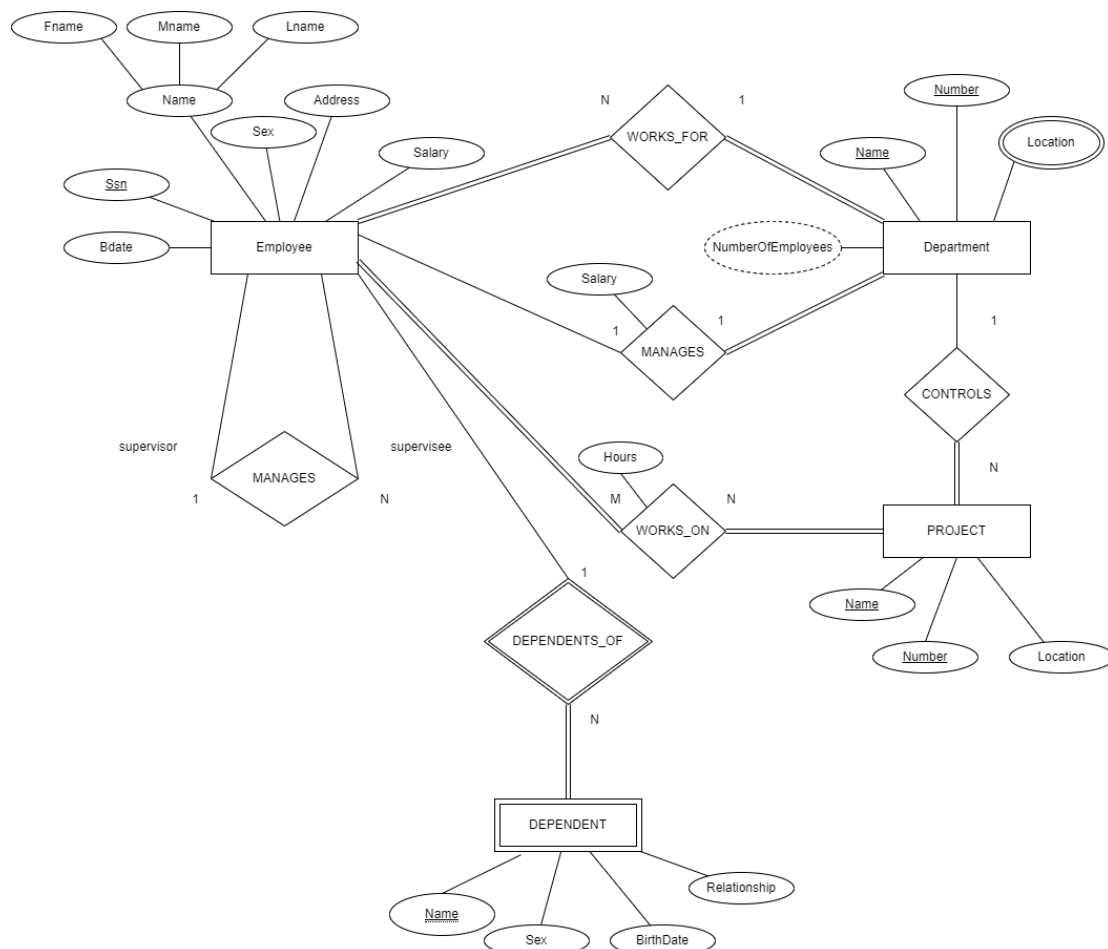 Fname
Mname
Lname
Name
Address
Sex
Salary
Ssn
Bdate
Employee
N
WORKS_FOR
1
Number
Name
Location
NumberOfEmployees
Department
Salary
1
MANAGES
1
1
CONTROLS
N
supervisor
supervisee
MANAGES
1
N
Hours
M
WORKS_ON
N
PROJECT
Name
Number
Location
1
DEPENDENTS_OF
N
DEPENDENT
Name
Sex
BirthDate
Relationship